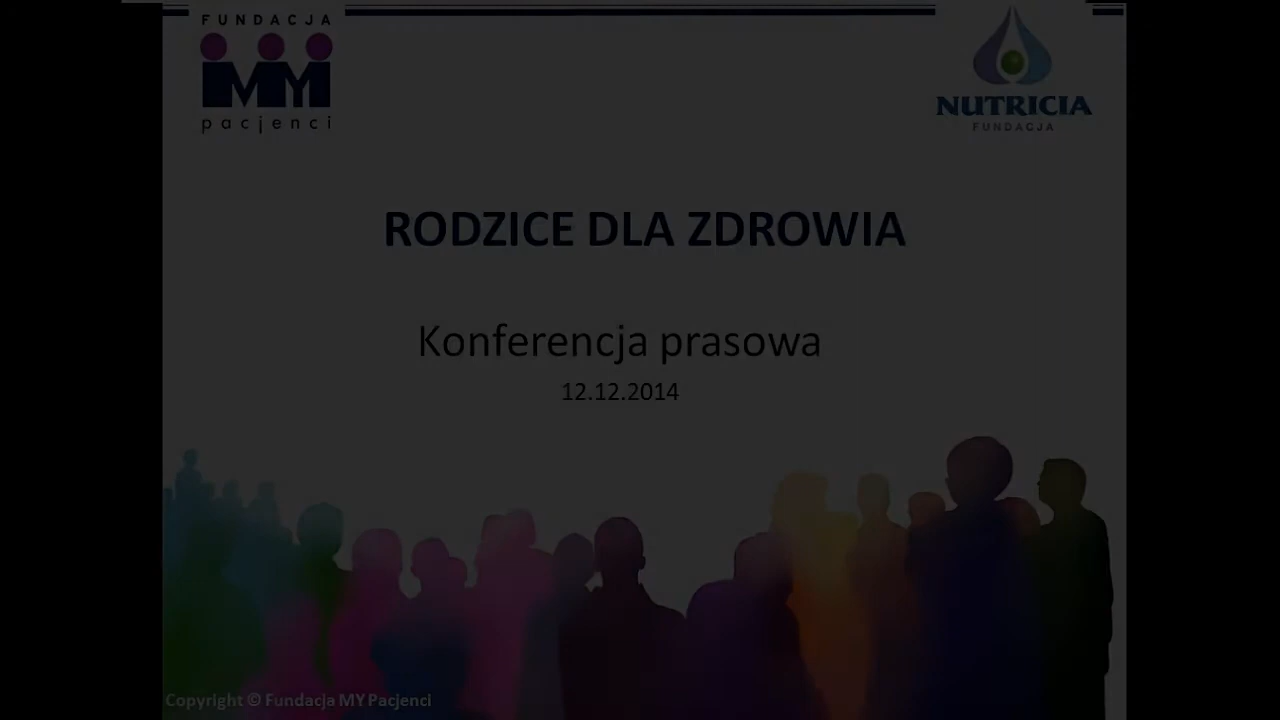 FUNDACJA
MY
pacjenci
NUTRICIA
FUNDACJA
RODZICE DLA ZDROWIA
Konferencja prasowa
12.12.2014
Copyright © Fundacja MY Pacjenci